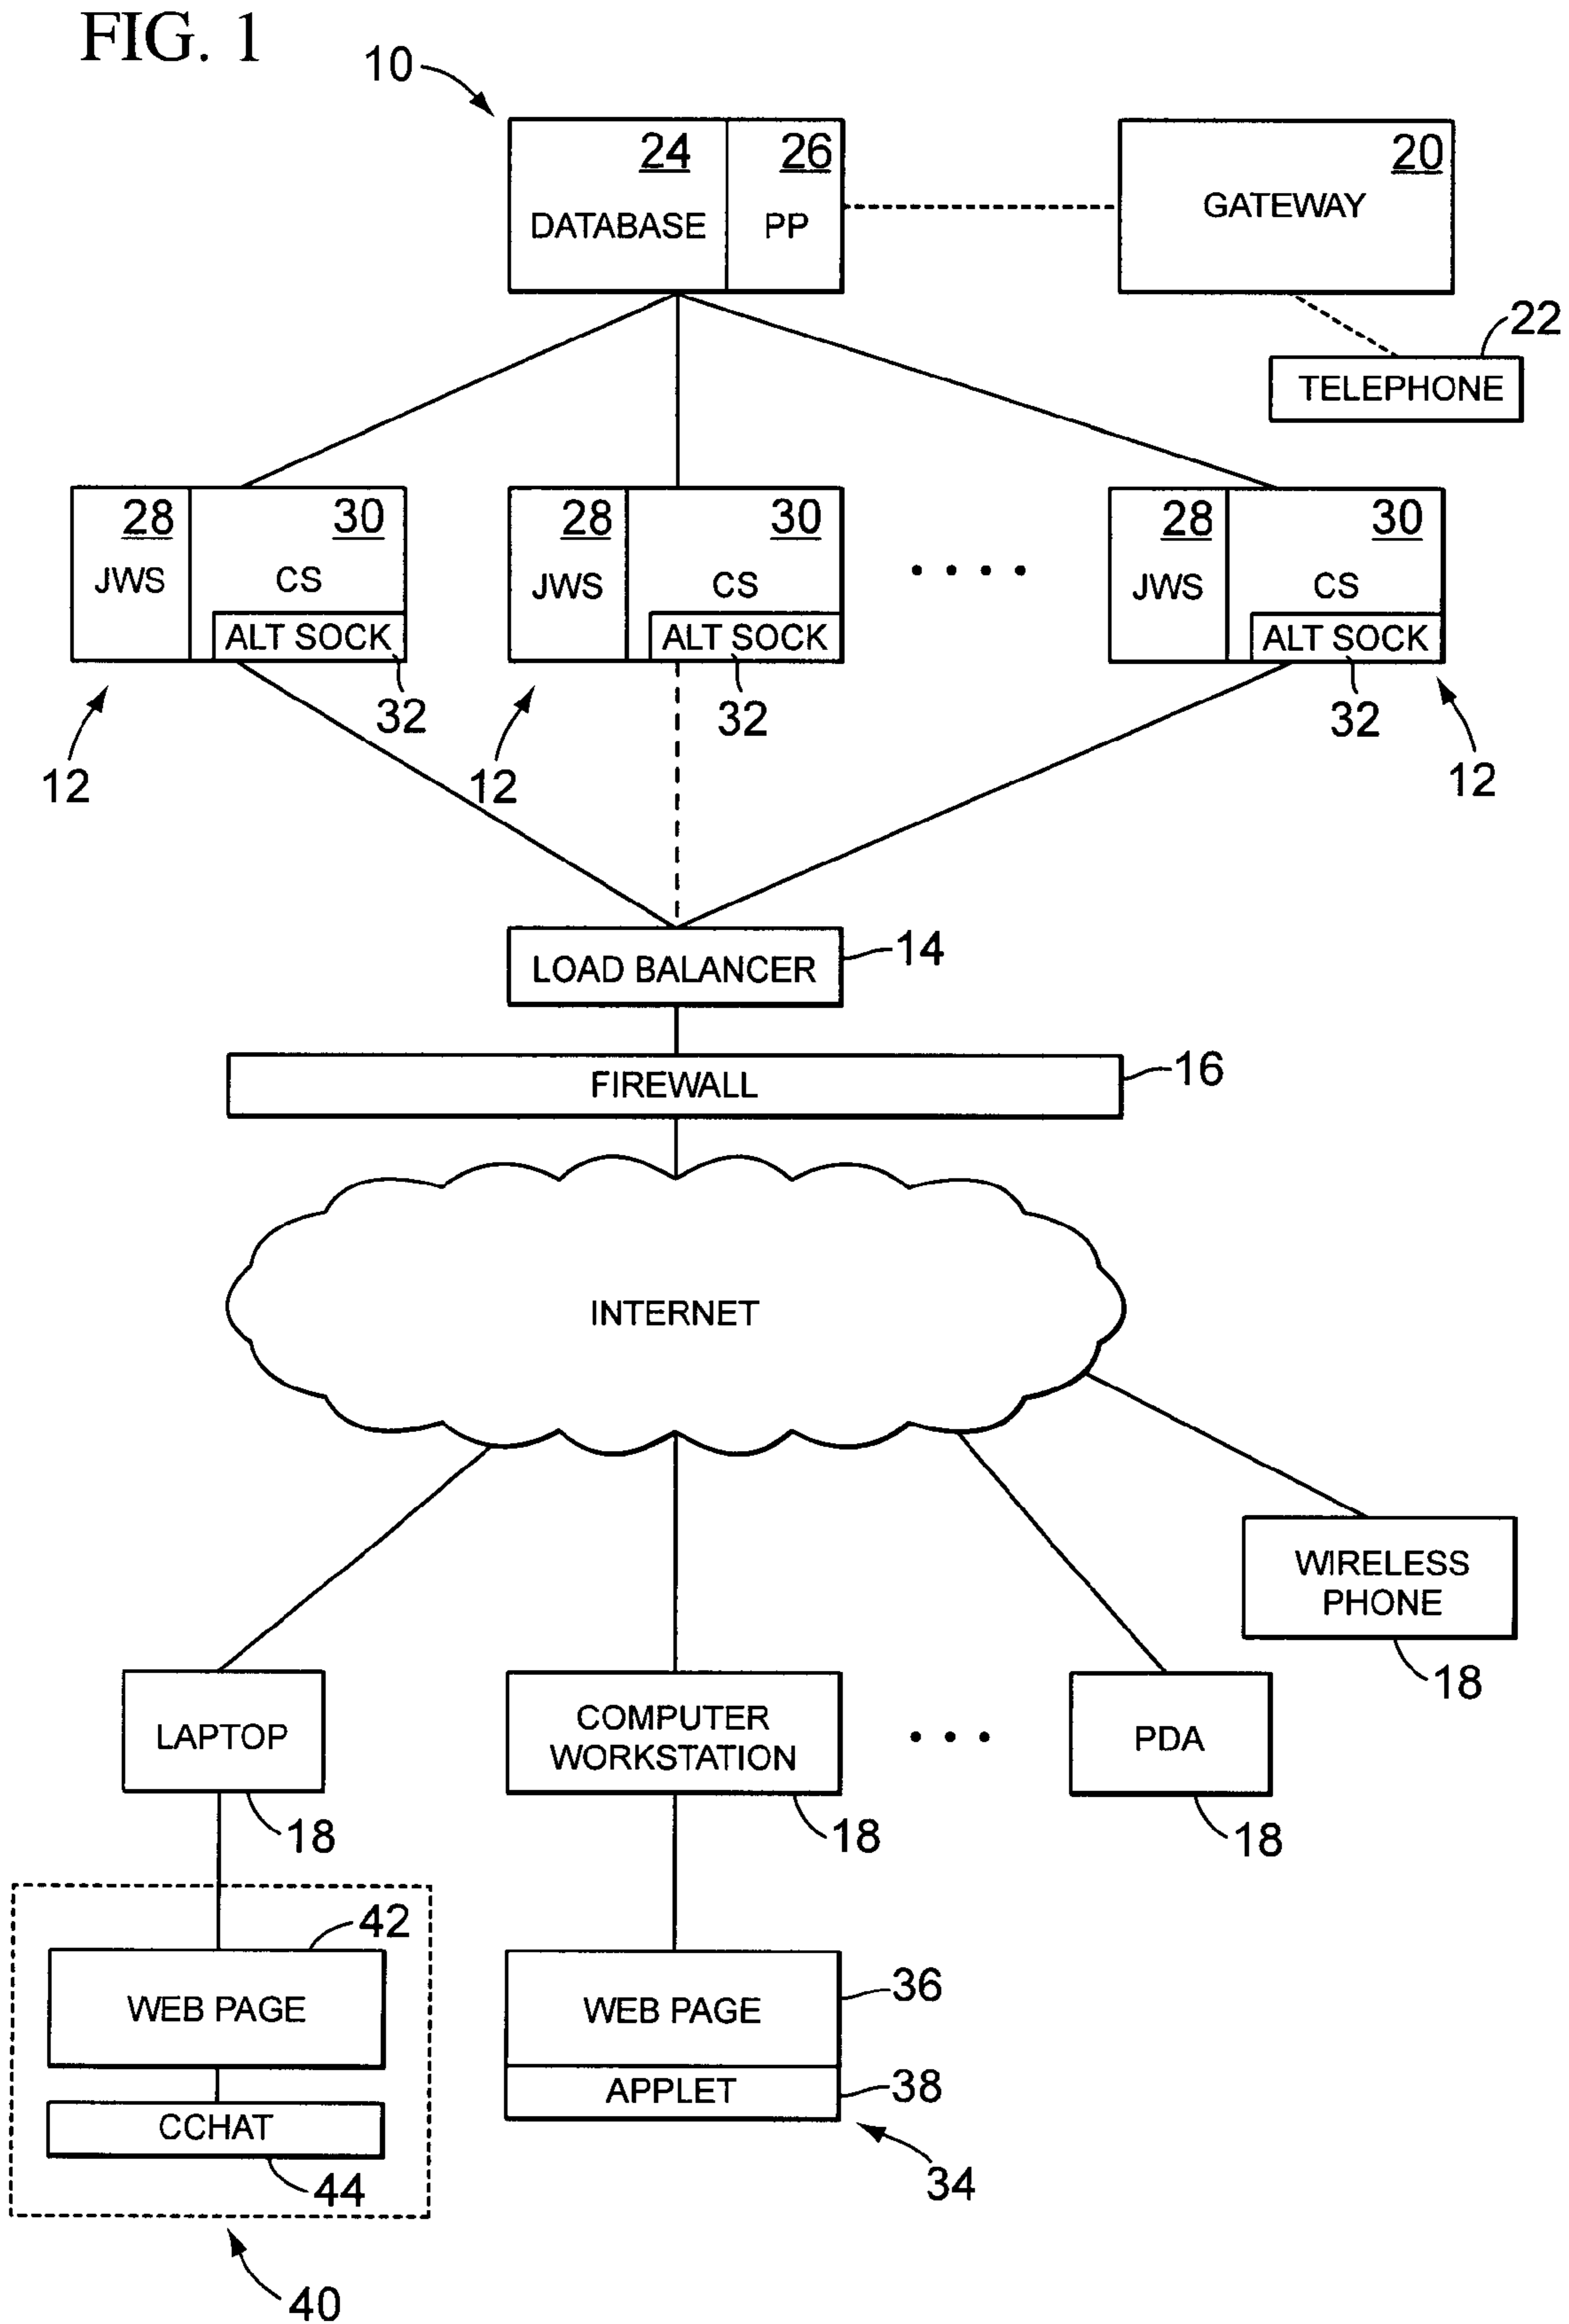 FIG. 1
10
24
26
20
DATABASE
PP
GATEWAY
22
TELEPHONE
28
30
28
30
28
30
JWS
CS
JWS
CS
JWS
CS
ALT SOCK
ALT SOCK
ALT SOCK
32
32
32
12
12
12
LOAD BALANCER
14
FIREWALL
16
INTERNET
WIRELESS
PHONE
18
LAPTOP
COMPUTER
WORKSTATION
PDA
18
18
18
42
WEB PAGE
WEB PAGE
36
APPLET
38
CCHAT
44
34
40